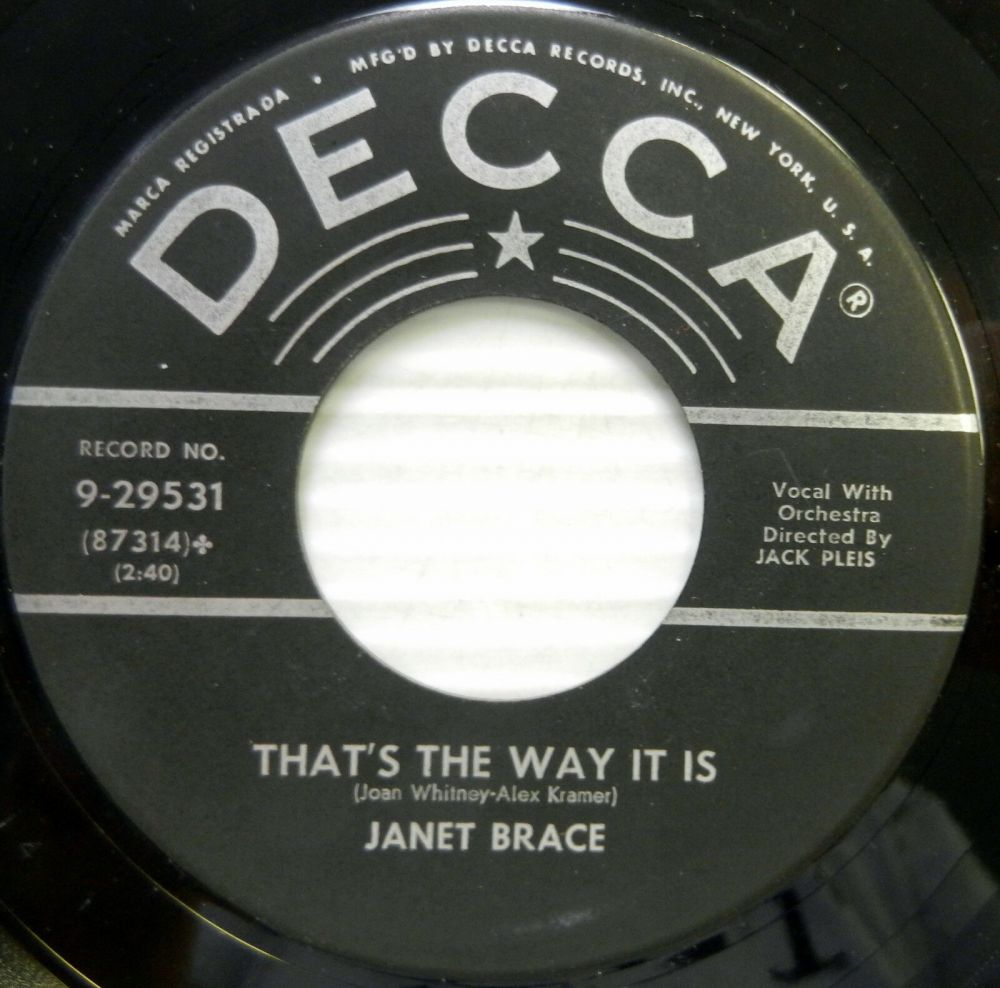 MARCA REGISTRADA • MFG'D BY DECCA RECORDS, INC., NEW YORK, U. S. A.
DECCA®
RECORD NO.
9-29531
(87314)✤
(2:40)
Vocal With
Orchestra
Directed By
JACK PLEIS
THAT'S THE WAY IT IS
(Joan Whitney-Alex Kramer)
JANET BRACE